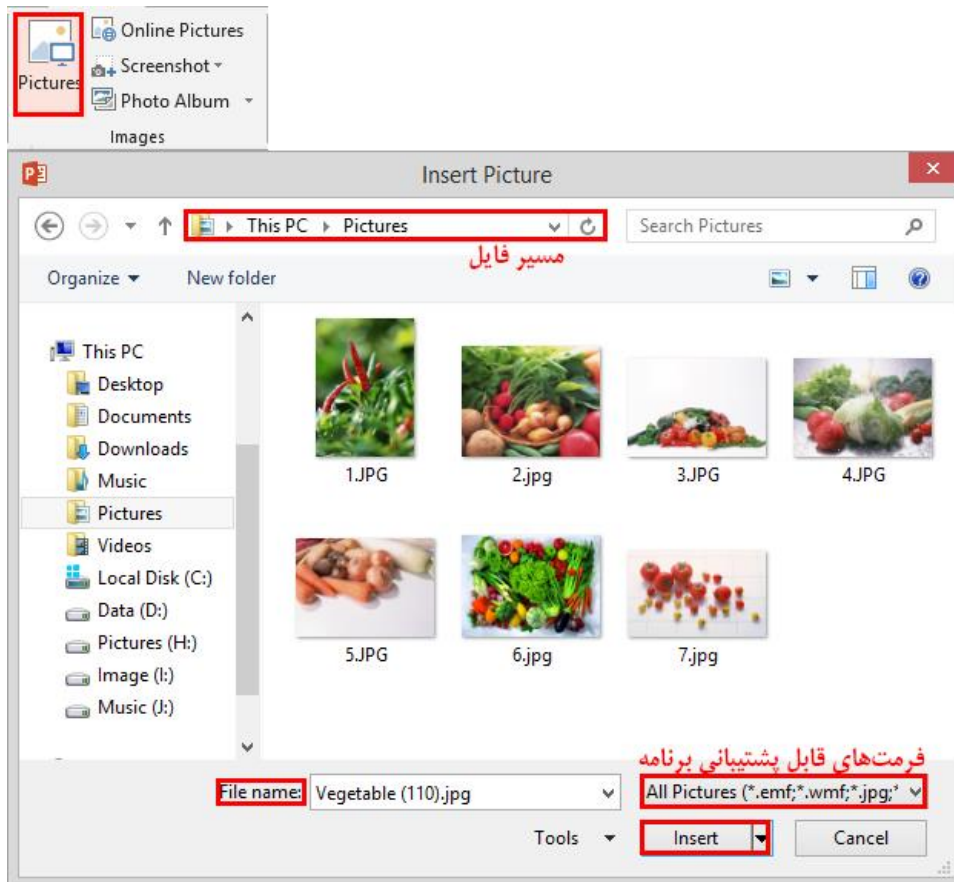 Online Pictures
Screenshot
Pictures
Photo Album
Images
Insert Picture
This PC Pictures
Search Pictures
مسیر فایل
Organize New folder
This PC
Desktop
Documents
Downloads
Music
Pictures
Videos
Local Disk (C:)
Data (D:)
Pictures (H:)
Image (I:)
Music (J:)
1.JPG 2.jpg 3.JPG 4.JPG
5.JPG 6.jpg 7.jpg
فرمت‌های قابل پشتیبانی برنامه
File name: Vegetable (110).jpg All Pictures (*.emf;*.wmf;*.jpg;*
Tools Insert Cancel